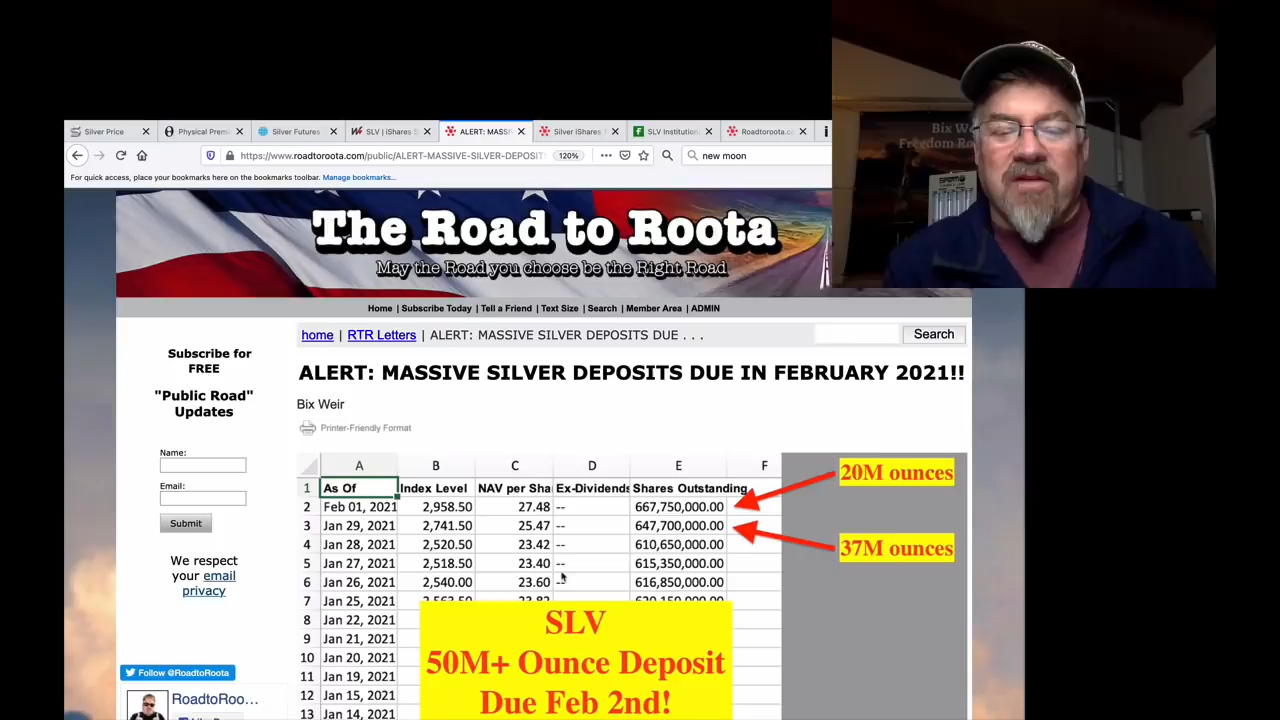 Silver Price
Physical Premi
Silver Futures
SLV | iShares S
ALERT: MASS
Silver iShares
SLV Institution
Roadtoroota.c
https://www.roadtoroota.com/public/ALERT-MASSIVE-SILVER-DEPOSIT
120%
new moon
For quick access, place your bookmarks here on the bookmarks toolbar. Manage bookmarks...
Bix Weir
Freedom Ro
The Road to Roota
May the Road you choose be the Right Road
Home | Subscribe Today | Tell a Friend | Text Size | Search | Member Area | ADMIN
home | RTR Letters | ALERT: MASSIVE SILVER DEPOSITS DUE . . .
Search
Subscribe for
FREE
"Public Road"
Updates
Name:
Email:
Submit
We respect
your email
privacy
Follow @RoadtoRoota
RoadtoRoo...
ALERT: MASSIVE SILVER DEPOSITS DUE IN FEBRUARY 2021!!
Bix Weir
Printer-Friendly Format
A B C D E F
1 As Of Index Level NAV per Sha Ex-Dividends Shares Outstanding
2 Feb 01, 2021 2,958.50 27.48 -- 667,750,000.00
3 Jan 29, 2021 2,741.50 25.47 -- 647,700,000.00
4 Jan 28, 2021 2,520.50 23.42 -- 610,650,000.00
5 Jan 27, 2021 2,518.50 23.40 -- 615,350,000.00
6 Jan 26, 2021 2,540.00 23.60 -- 616,850,000.00
7 Jan 25, 2021
8 Jan 22, 2021
9 Jan 21, 2021
10 Jan 20, 2021
11 Jan 19, 2021
12 Jan 15, 2021
13 Jan 14, 2021
20M ounces
37M ounces
SLV
50M+ Ounce Deposit
Due Feb 2nd!